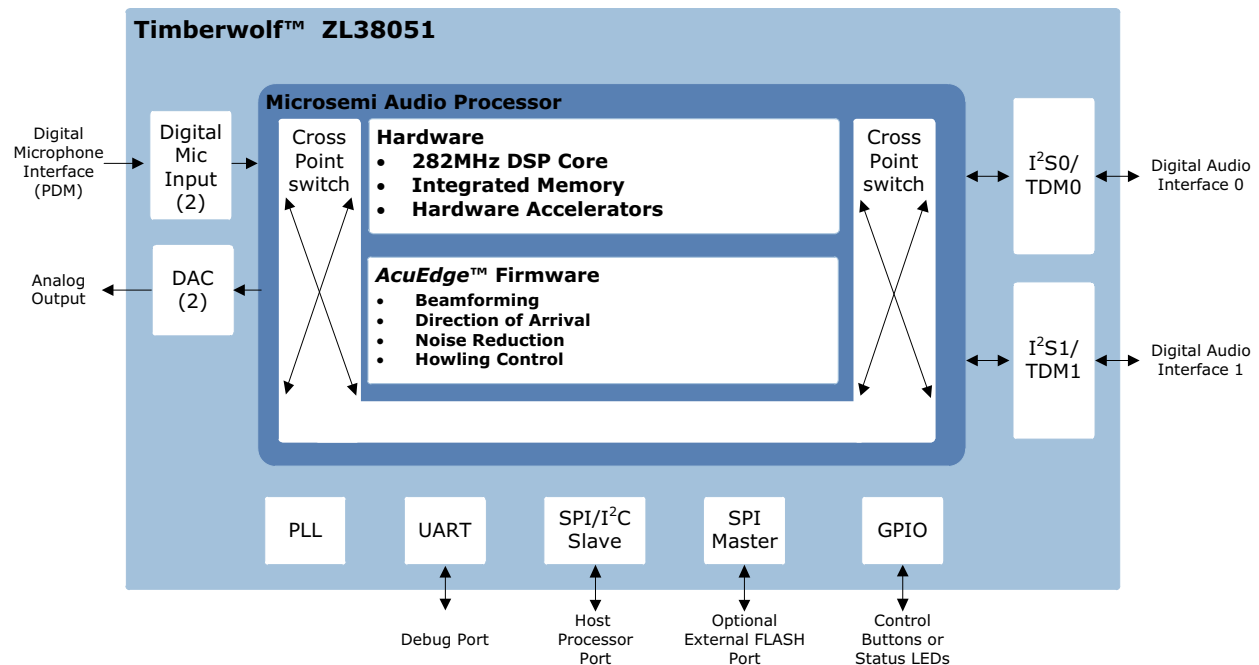 Timberwolf™ ZL38051
Microsemi Audio Processor
Digital
Microphone
Interface
(PDM)
Digital
Mic
Input
(2)
Cross
Point
switch
Hardware
• 282MHz DSP Core
• Integrated Memory
• Hardware Accelerators
Cross
Point
switch
I²S0/
TDM0
Digital Audio
Interface 0
Analog
Output
DAC
(2)
AcuEdge™ Firmware
• Beamforming
• Direction of Arrival
• Noise Reduction
• Howling Control
I²S1/
TDM1
Digital Audio
Interface 1
PLL
UART
SPI/I²C
Slave
SPI
Master
GPIO
Debug Port
Host
Processor
Port
Optional
External FLASH
Port
Control
Buttons or
Status LEDs